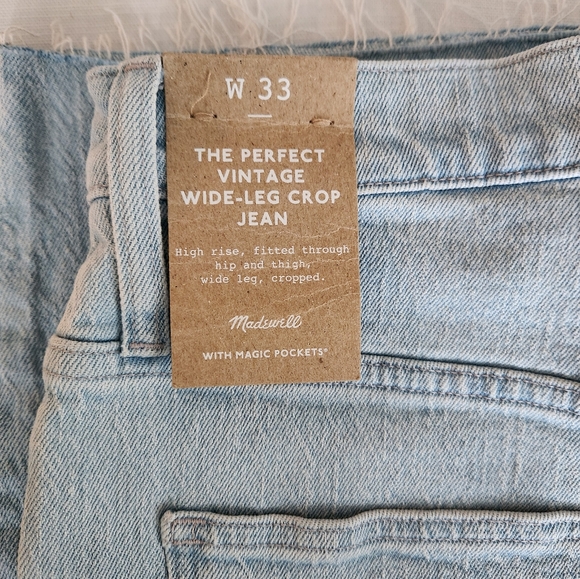 W 33
THE PERFECT
VINTAGE
WIDE-LEG CROP
JEAN
High rise, fitted through
hip and thigh,
wide leg, cropped.
Madewell
WITH MAGIC POCKETS®